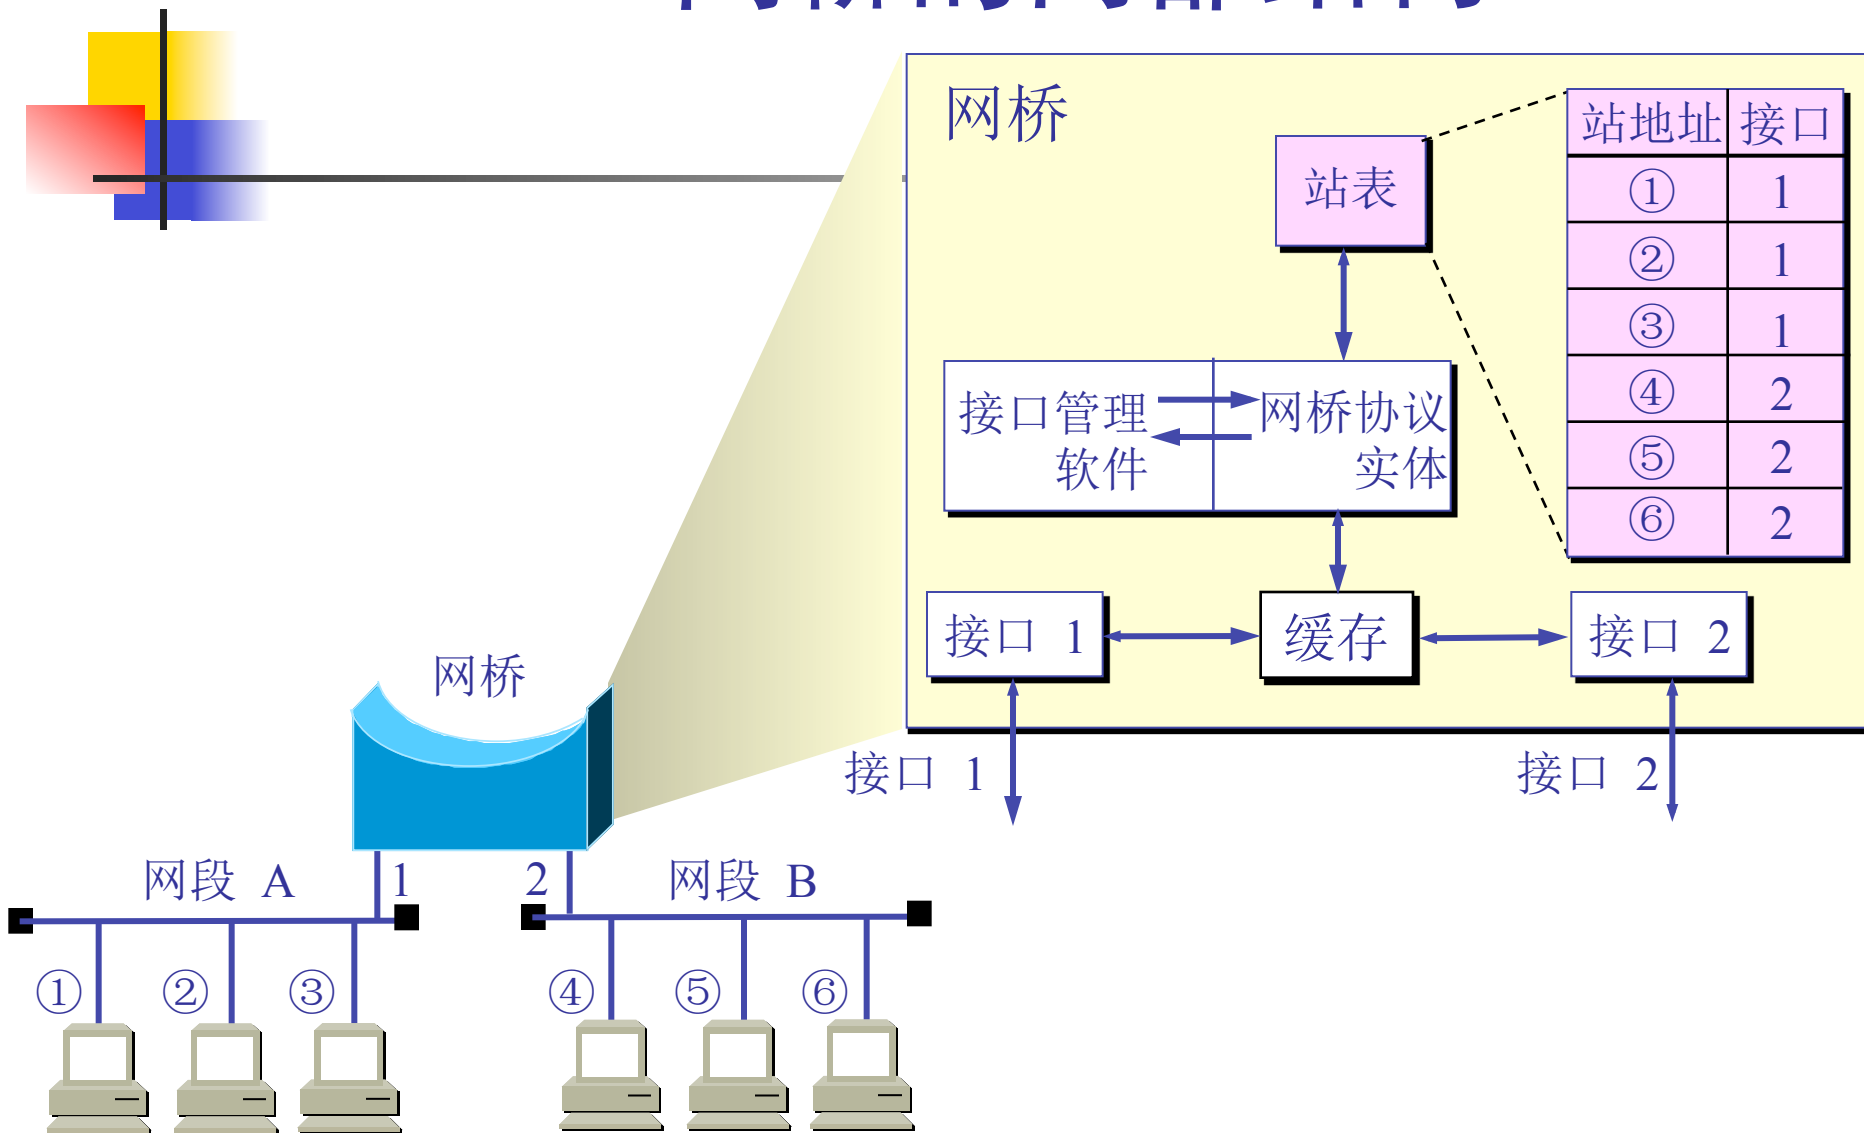 网桥
站表
站地址 接口
① 1
② 1
③ 1
④ 2
⑤ 2
⑥ 2
接口管理
软件
网桥协议
实体
接口 1
缓存
接口 2
网桥
接口 1
接口 2
网段 A
1
2
网段 B
①
②
③
④
⑤
⑥